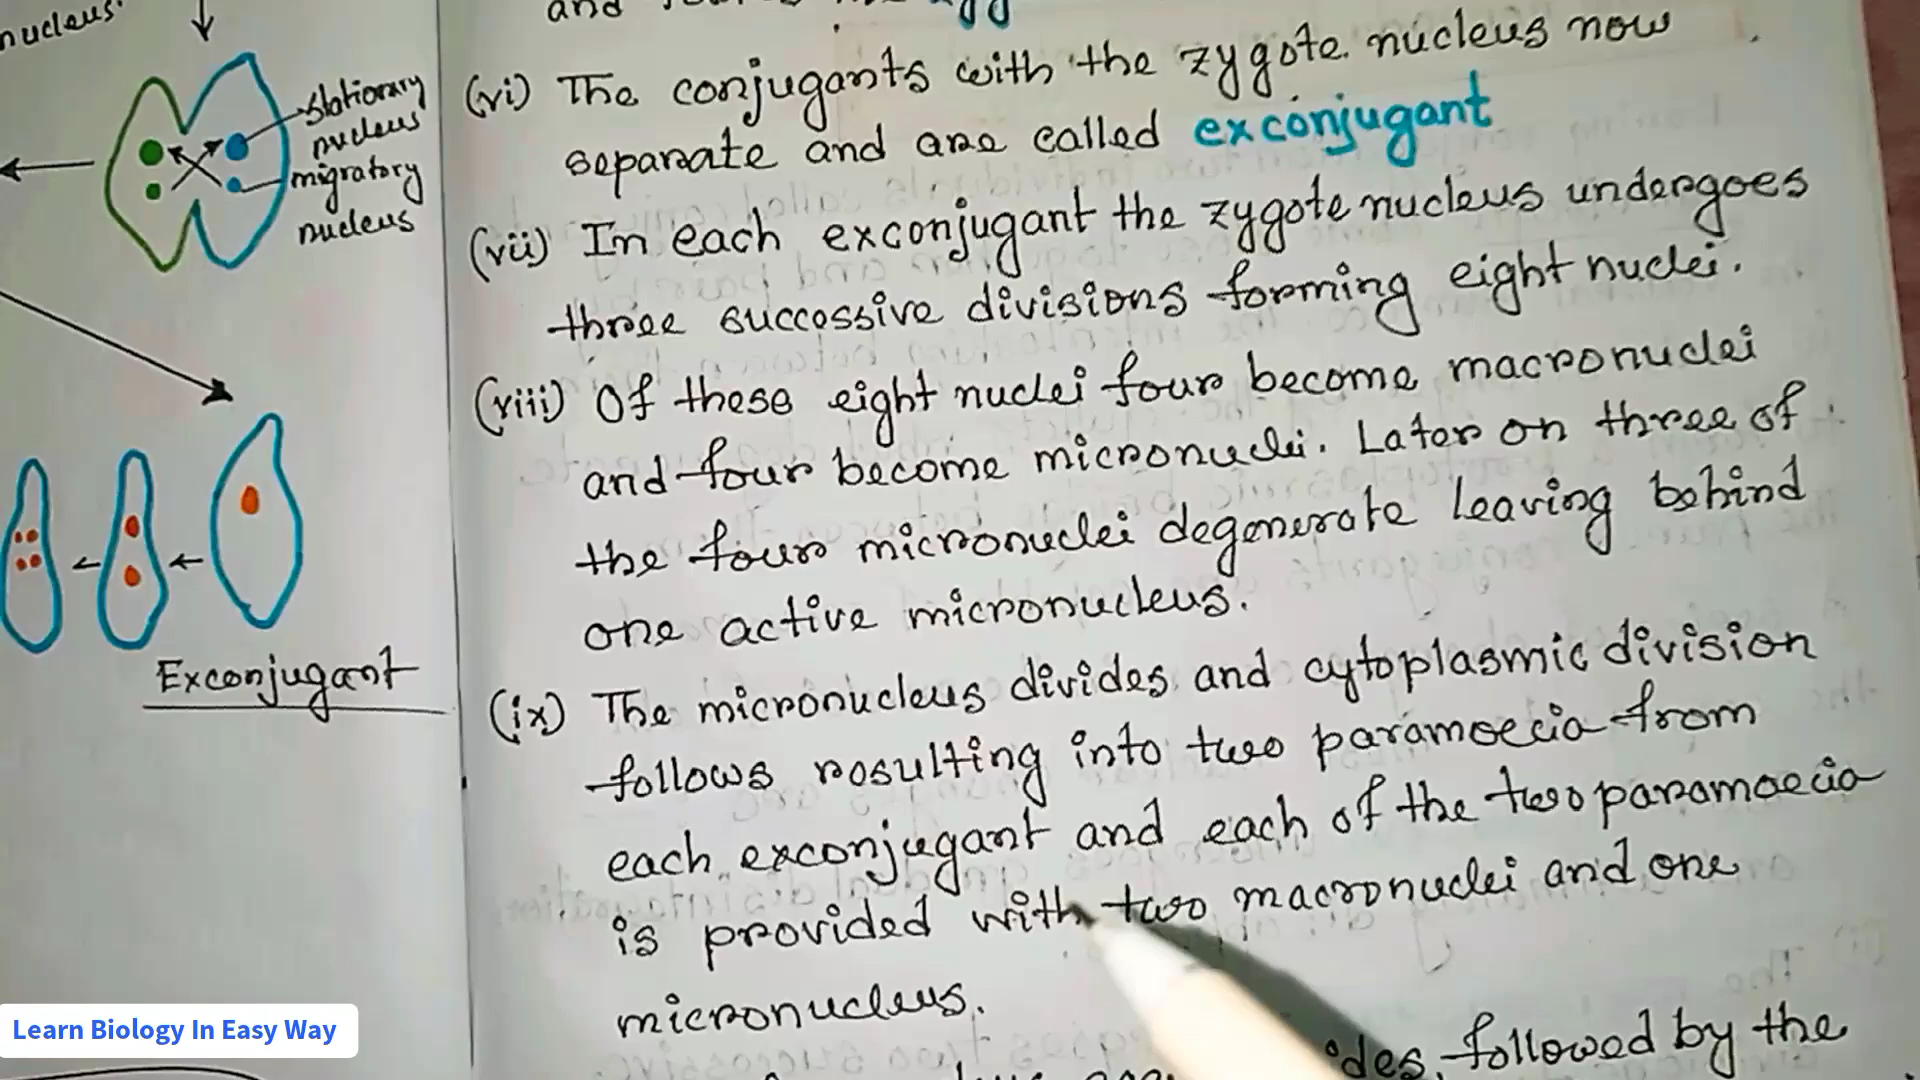 nucleus.
stationary
nucleus
migratory
nucleus
Exconjugant
and
(vi) The conjugants with the zygote nucleus now
separate and are called exconjugant
(vii) In each exconjugant the zygote nucleus undergoes
three successive divisions forming eight nuclei.
(viii) Of these eight nuclei four become macronuclei
and four become micronuclei. Later on three of
the four micronuclei degenerate leaving behind
one active micronucleus.
(ix) The micronucleus divides and cytoplasmic division
follows resulting into two paramoecia from
each exconjugant and each of the two paramoecia
is provided with two macronuclei and one
micronucleus.
followed by the
Learn Biology In Easy Way